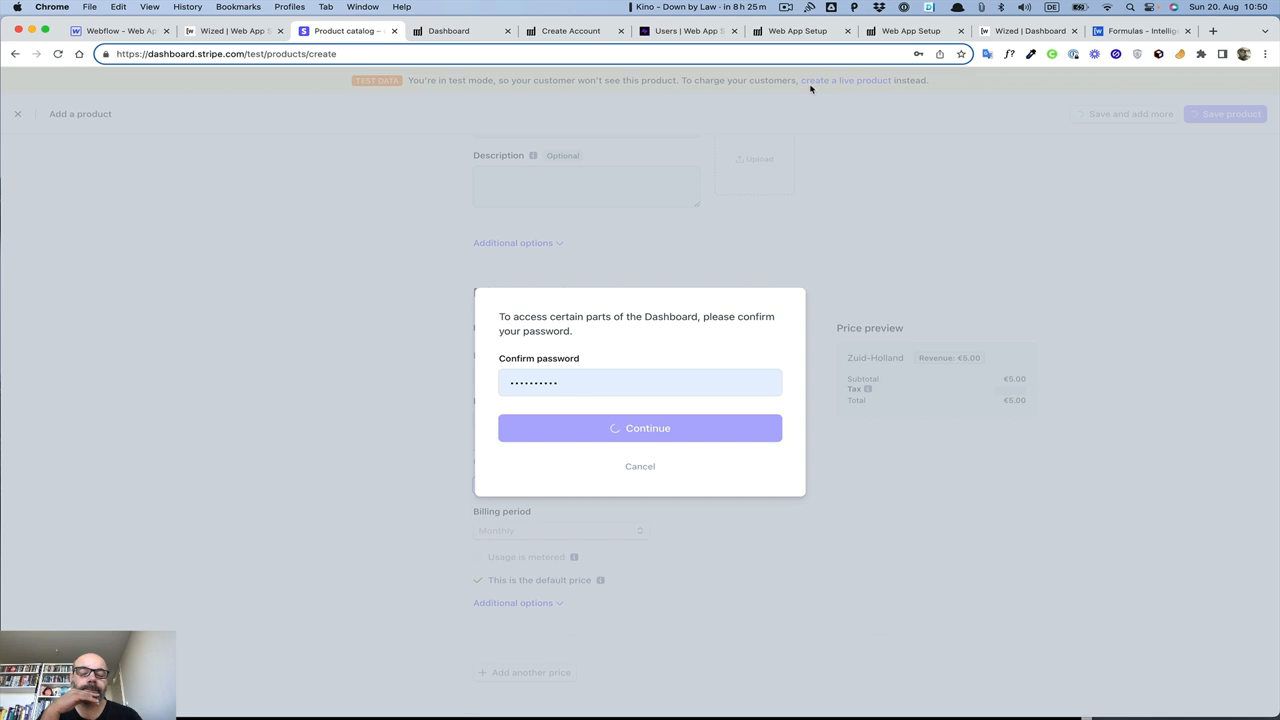 Chrome File Edit View History Bookmarks Profiles Tab Window Help
Kino - Down by Law · in 8 h 25 m
DE
Sun 20. Aug 10:50
Webflow - Web Ap
Wized | Web App S
Product catalog –
Dashboard
Create Account
Users | Web App S
Web App Setup
Web App Setup
Wized | Dashboard
Formulas - Intellig
https://dashboard.stripe.com/test/products/create
TEST DATA You're in test mode, so your customer won't see this product. To charge your customers, create a live product instead.
Add a product
Save and add more
Save product
Description Optional
Upload
Additional options
To access certain parts of the Dashboard, please confirm
your password.
Confirm password
••••••••••
Continue
Cancel
Price preview
Zuid-Holland Revenue: €5.00
Subtotal €5.00
Tax
Total €5.00
Billing period
Monthly
Usage is metered
This is the default price
Additional options
Add another price